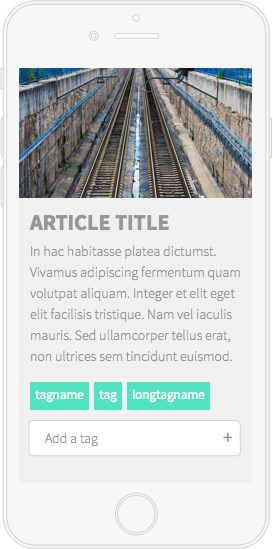 ARTICLE TITLE
In hac habitasse platea dictumst.
Vivamus adipiscing fermentum quam
volutpat aliquam. Integer et elit eget
elit facilisis tristique. Nam vel iaculis
mauris. Sed ullamcorper tellus erat,
non ultrices sem tincidunt euismod.
tagname tag longtagname
Add a tag +